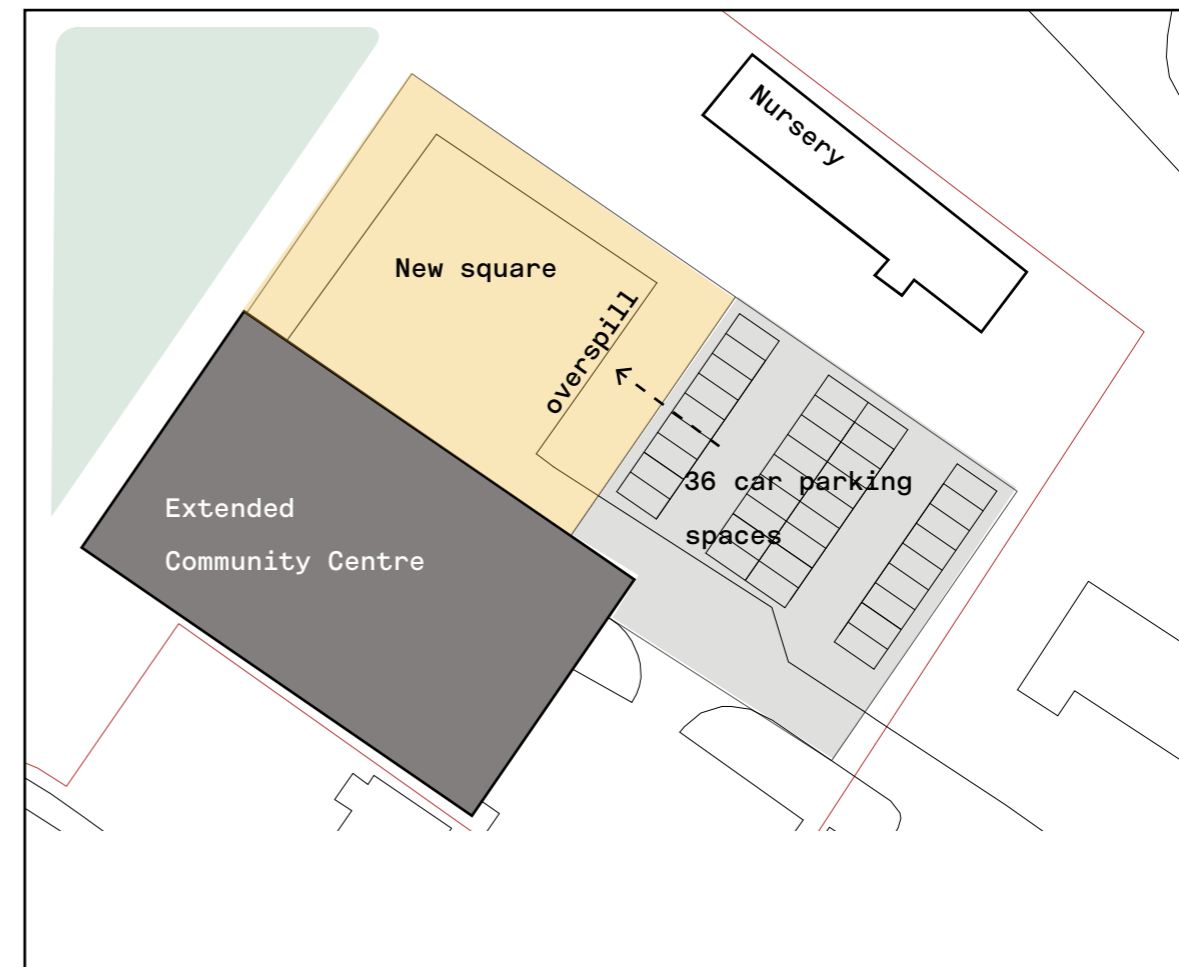 Nursery
New square
overspill
36 car parking
spaces
Extended
Community Centre